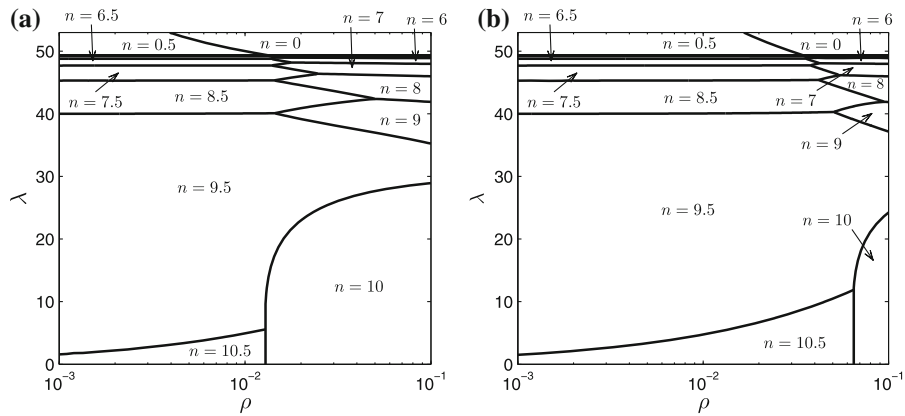 (a)
n = 6.5
n = 7
n = 6
n = 0.5
n = 0
n = 8
n = 7.5
n = 8.5
n = 9
n = 9.5
n = 10
n = 10.5
λ
50
40
30
20
10
0
10⁻³
10⁻²
10⁻¹
ρ
(b)
n = 6.5
n = 6
n = 0.5
n = 0
n = 8
n = 7.5
n = 8.5
n = 7
n = 9
n = 9.5
n = 10
n = 10.5
λ
50
40
30
20
10
0
10⁻³
10⁻²
10⁻¹
ρ